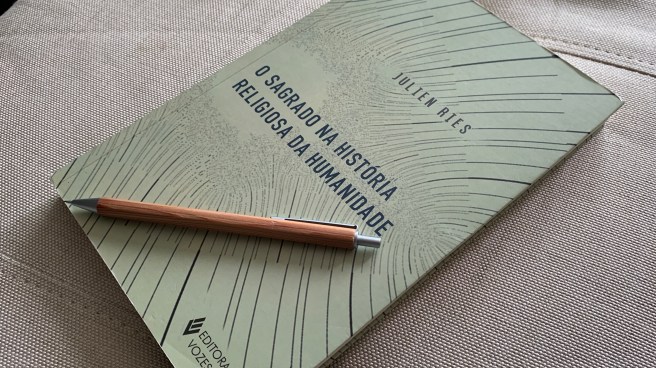 JULIEN RIES
O SAGRADO NA HISTÓRIA
RELIGIOSA DA HUMANIDADE
EDITORA
VOZES